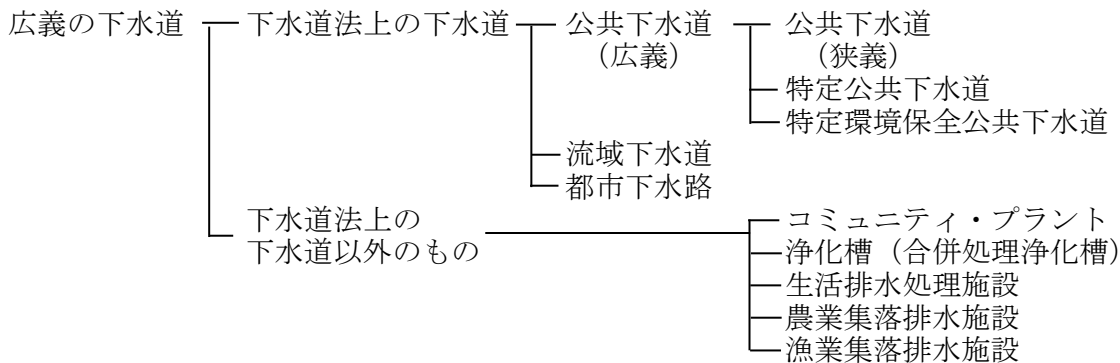 広義の下水道
下水道法上の下水道
公共下水道
（広義）
公共下水道
（狭義）
特定公共下水道
特定環境保全公共下水道
流域下水道
都市下水路
下水道法上の
下水道以外のもの
コミュニティ・プラント
浄化槽（合併処理浄化槽）
生活排水処理施設
農業集落排水施設
漁業集落排水施設